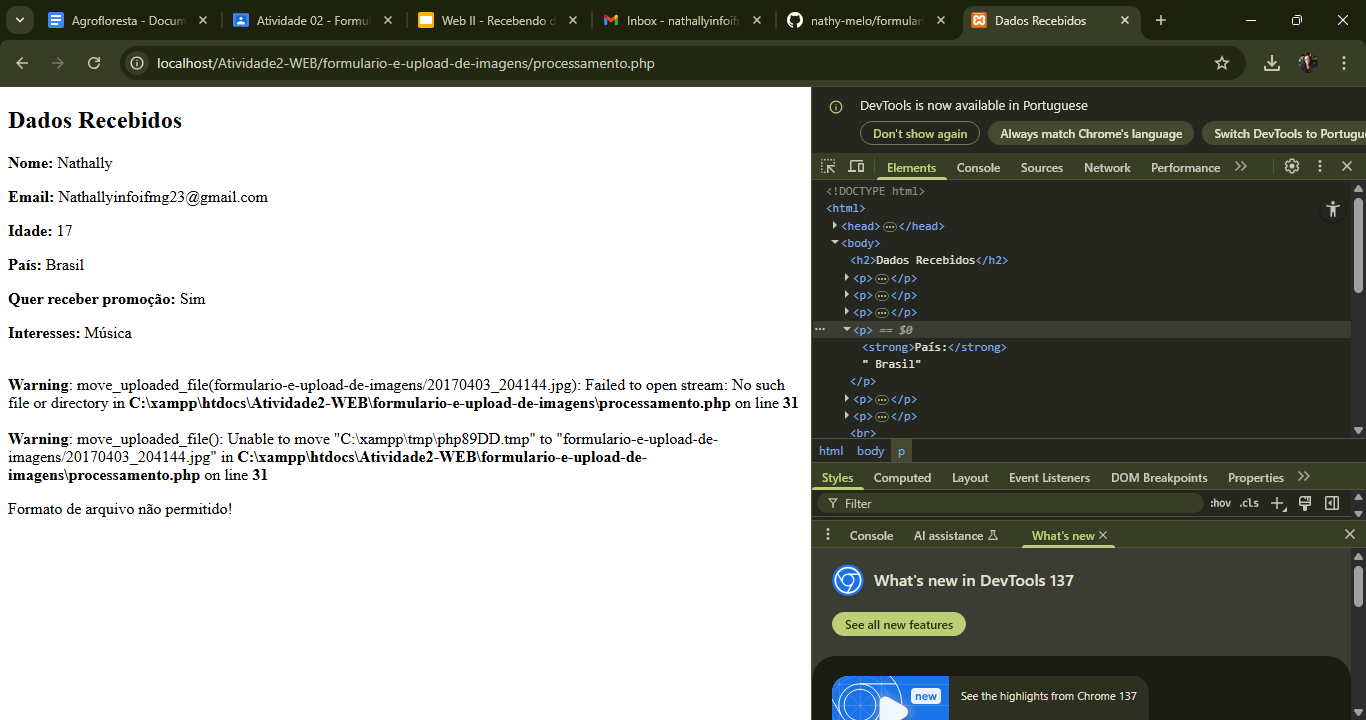 Agrofloresta - Docum
Atividade 02 - Formul
Web II - Recebendo d
Inbox - nathallyinfoifr
nathy-melo/formulari
Dados Recebidos
localhost/Atividade2-WEB/formulario-e-upload-de-imagens/processamento.php
Dados Recebidos
Nome: Nathally
Email: Nathallyinfoifmg23@gmail.com
Idade: 17
País: Brasil
Quer receber promoção: Sim
Interesses: Música
Warning: move_uploaded_file(formulario-e-upload-de-imagens/20170403_204144.jpg): Failed to open stream: No such
file or directory in C:\xampp\htdocs\Atividade2-WEB\formulario-e-upload-de-imagens\processamento.php on line 31
Warning: move_uploaded_file(): Unable to move "C:\xampp\tmp\php89DD.tmp" to "formulario-e-upload-de-
imagens/20170403_204144.jpg" in C:\xampp\htdocs\Atividade2-WEB\formulario-e-upload-de-
imagens\processamento.php on line 31
Formato de arquivo não permitido!
DevTools is now available in Portuguese
Don't show again
Always match Chrome's language
Switch DevTools to Portugu
Elements
Console
Sources
Network
Performance
<!DOCTYPE html>
<html>
<head> … </head>
<body>
<h2>Dados Recebidos</h2>
<p> … </p>
<p> … </p>
<p> … </p>
<p> == $0
<strong>País:</strong>
" Brasil"
</p>
<p> … </p>
<p> … </p>
<br>
html body p
Styles
Computed
Layout
Event Listeners
DOM Breakpoints
Properties
Filter
:hov .cls
Console
AI assistance
What's new
What's new in DevTools 137
See all new features
new
See the highlights from Chrome 137